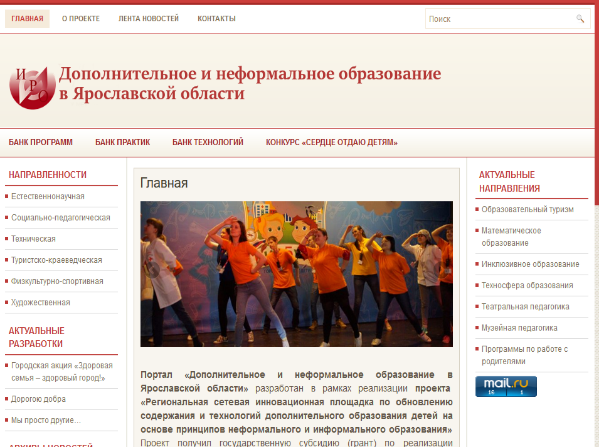 ГЛАВНАЯ О ПРОЕКТЕ ЛЕНТА НОВОСТЕЙ КОНТАКТЫ Поиск
ИРО
Дополнительное и неформальное образование
в Ярославской области
БАНК ПРОГРАММ БАНК ПРАКТИК БАНК ТЕХНОЛОГИЙ КОНКУРС «СЕРДЦЕ ОТДАЮ ДЕТЯМ»
НАПРАВЛЕННОСТИ
Естественнонаучная
Социально-педагогическая
Техническая
Туристско-краеведческая
Физкультурно-спортивная
Художественная
АКТУАЛЬНЫЕ
РАЗРАБОТКИ
Городская акция «Здоровая
семья – здоровый город!»
Дорогою добра
Мы просто другие...
Главная
Портал «Дополнительное и неформальное образование в
Ярославской области» разработан в рамках реализации проекта
«Региональная сетевая инновационная площадка по обновлению
содержания и технологий дополнительного образования детей на
основе принципов неформального и информального образования»
Проект получил государственную субсидию (грант) по реализации
АКТУАЛЬНЫЕ
НАПРАВЛЕНИЯ
Образовательный туризм
Математическое
образование
Инклюзивное образование
Техносфера образования
Театральная педагогика
Музейная педагогика
Программы по работе с
родителями
mail.ru
16 1